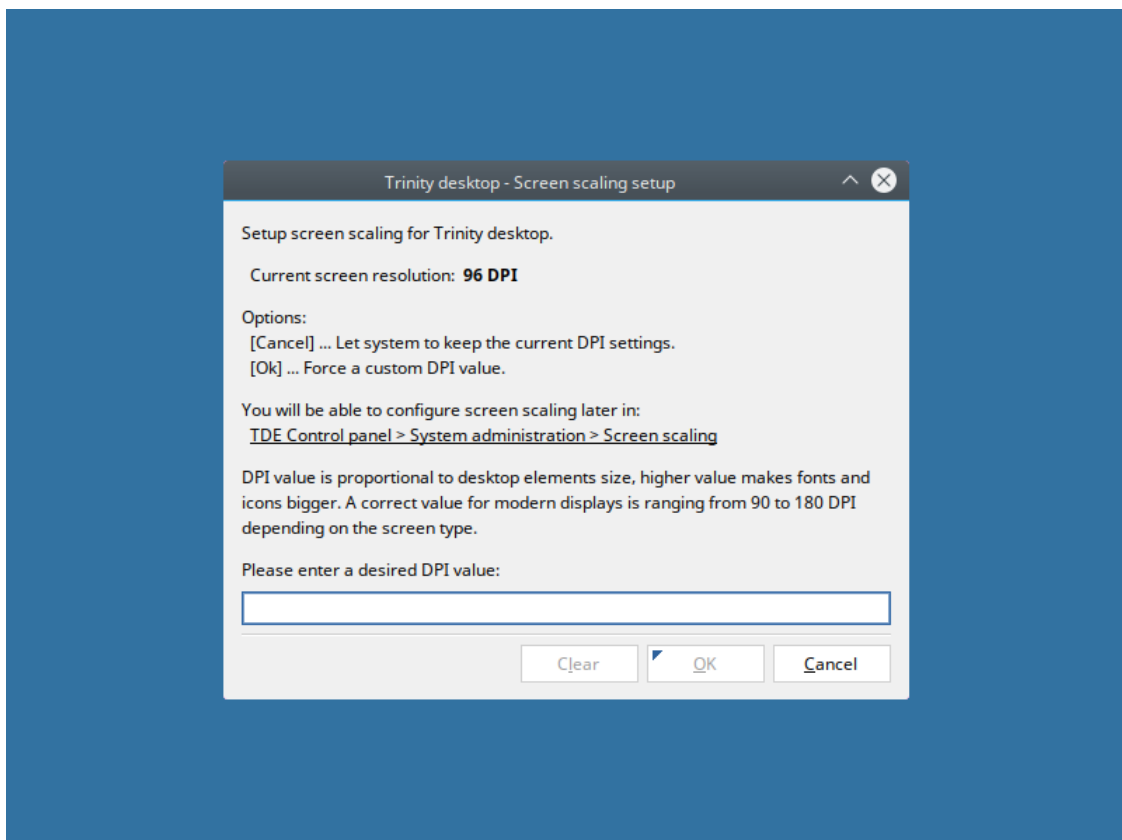 Trinity desktop - Screen scaling setup
Setup screen scaling for Trinity desktop.
Current screen resolution: 96 DPI
Options:
[Cancel] ... Let system to keep the current DPI settings.
[Ok] ... Force a custom DPI value.
You will be able to configure screen scaling later in:
TDE Control panel > System administration > Screen scaling
DPI value is proportional to desktop elements size, higher value makes fonts and
icons bigger. A correct value for modern displays is ranging from 90 to 180 DPI
depending on the screen type.
Please enter a desired DPI value:
Clear OK Cancel